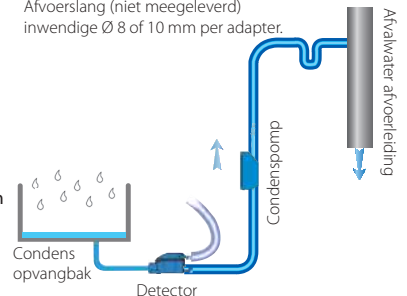 Afvoerslang (niet meegeleverd)
inwendige Ø 8 of 10 mm per adapter.
Afvalwater afvoerleiding
Condenspomp
Condens
opvangbak
Detector